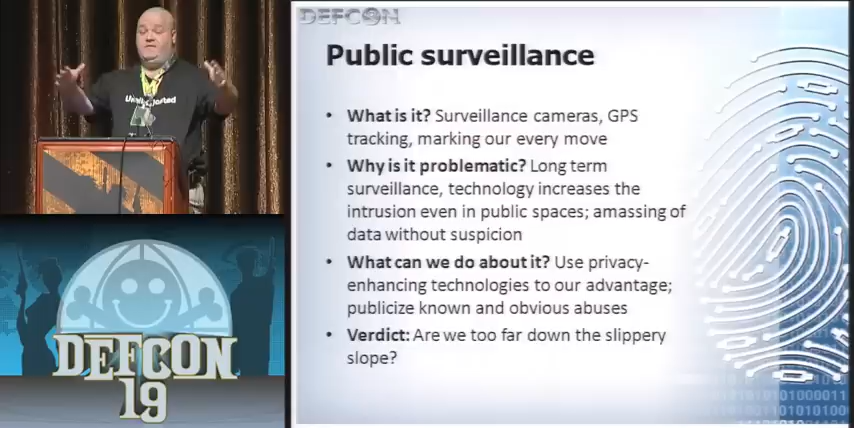 DEFCON
Public surveillance
• What is it? Surveillance cameras, GPS
tracking, marking our every move
• Why is it problematic? Long term
surveillance, technology increases the
intrusion even in public spaces; amassing of
data without suspicion
• What can we do about it? Use privacy-
enhancing technologies to our advantage;
publicize known and obvious abuses
• Verdict: Are we too far down the slippery
slope?
DEFCON
19